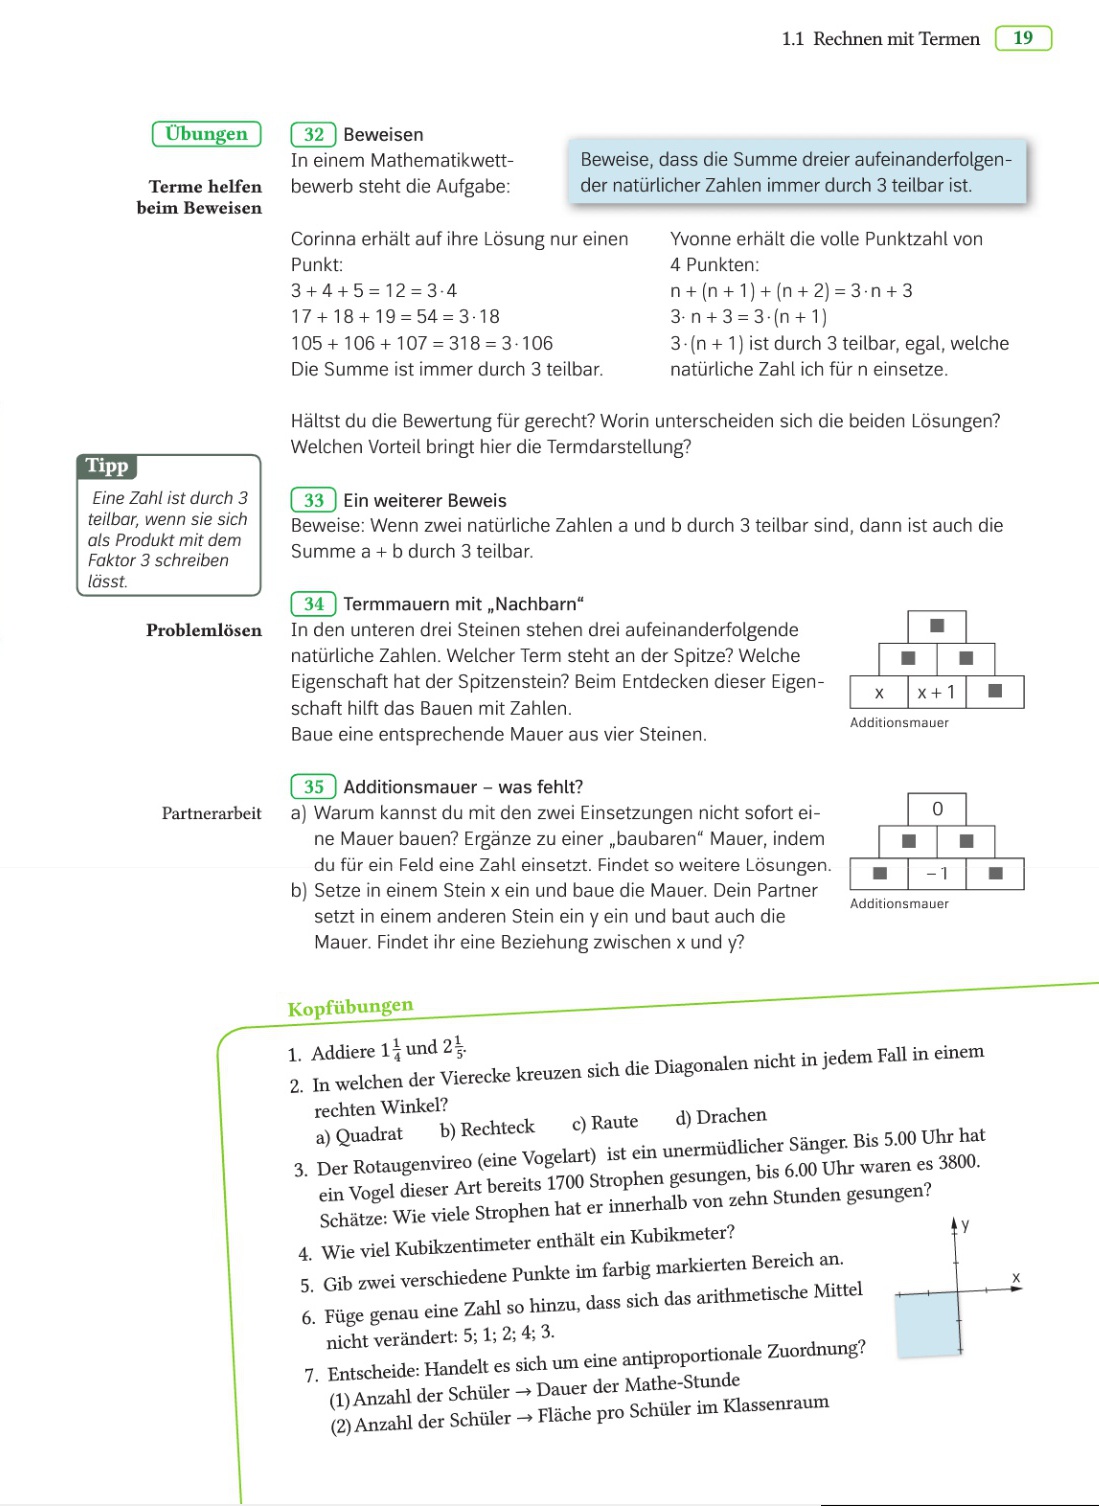 1.1 Rechnen mit Termen 19
Übungen
Terme helfen
beim Beweisen
32 Beweisen
In einem Mathematikwett-
bewerb steht die Aufgabe:
Beweise, dass die Summe dreier aufeinanderfolgen-
der natürlicher Zahlen immer durch 3 teilbar ist.
Corinna erhält auf ihre Lösung nur einen
Punkt:
3 + 4 + 5 = 12 = 3·4
17 + 18 + 19 = 54 = 3·18
105 + 106 + 107 = 318 = 3·106
Die Summe ist immer durch 3 teilbar.
Yvonne erhält die volle Punktzahl von
4 Punkten:
n + (n + 1) + (n + 2) = 3·n + 3
3· n + 3 = 3·(n + 1)
3·(n + 1) ist durch 3 teilbar, egal, welche
natürliche Zahl ich für n einsetze.
Hältst du die Bewertung für gerecht? Worin unterscheiden sich die beiden Lösungen?
Welchen Vorteil bringt hier die Termdarstellung?
Tipp
Eine Zahl ist durch 3
teilbar, wenn sie sich
als Produkt mit dem
Faktor 3 schreiben
lässt.
33 Ein weiterer Beweis
Beweise: Wenn zwei natürliche Zahlen a und b durch 3 teilbar sind, dann ist auch die
Summe a + b durch 3 teilbar.
Problemlösen
34 Termmauern mit „Nachbarn“
In den unteren drei Steinen stehen drei aufeinanderfolgende
natürliche Zahlen. Welcher Term steht an der Spitze? Welche
Eigenschaft hat der Spitzenstein? Beim Entdecken dieser Eigen-
schaft hilft das Bauen mit Zahlen.
Baue eine entsprechende Mauer aus vier Steinen.
x x + 1
Additionsmauer
Partnerarbeit
35 Additionsmauer – was fehlt?
a) Warum kannst du mit den zwei Einsetzungen nicht sofort ei-
ne Mauer bauen? Ergänze zu einer „baubaren“ Mauer, indem
du für ein Feld eine Zahl einsetzt. Findet so weitere Lösungen.
b) Setze in einem Stein x ein und baue die Mauer. Dein Partner
setzt in einem anderen Stein ein y ein und baut auch die
Mauer. Findet ihr eine Beziehung zwischen x und y?
0
– 1
Additionsmauer
Kopfübungen
1. Addiere 1 1/4 und 2 1/5.
2. In welchen der Vierecke kreuzen sich die Diagonalen nicht in jedem Fall in einem
rechten Winkel?
a) Quadrat b) Rechteck c) Raute d) Drachen
3. Der Rotaugenvireo (eine Vogelart) ist ein unermüdlicher Sänger. Bis 5.00 Uhr hat
ein Vogel dieser Art bereits 1700 Strophen gesungen, bis 6.00 Uhr waren es 3800.
Schätze: Wie viele Strophen hat er innerhalb von zehn Stunden gesungen?
4. Wie viel Kubikzentimeter enthält ein Kubikmeter?
5. Gib zwei verschiedene Punkte im farbig markierten Bereich an.
6. Füge genau eine Zahl so hinzu, dass sich das arithmetische Mittel
nicht verändert: 5; 1; 2; 4; 3.
7. Entscheide: Handelt es sich um eine antiproportionale Zuordnung?
(1) Anzahl der Schüler → Dauer der Mathe-Stunde
(2) Anzahl der Schüler → Fläche pro Schüler im Klassenraum
y
x